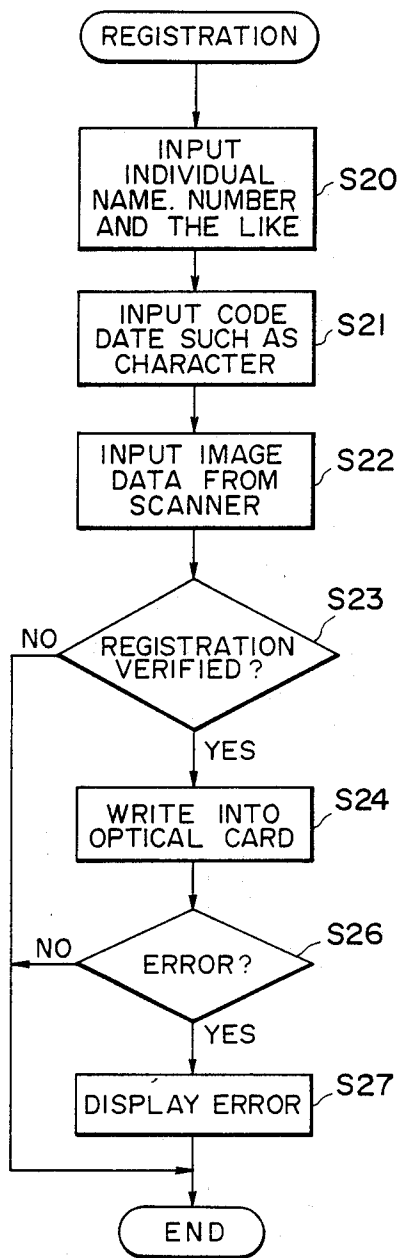 REGISTRATION
INPUT
INDIVIDUAL
NAME. NUMBER
AND THE LIKE
S20
INPUT CODE
DATE SUCH AS
CHARACTER
S21
INPUT IMAGE
DATA FROM
SCANNER
S22
S23
NO
REGISTRATION
VERIFIED?
YES
S24
WRITE INTO
OPTICAL CARD
S26
NO
ERROR?
YES
S27
DISPLAY ERROR
END